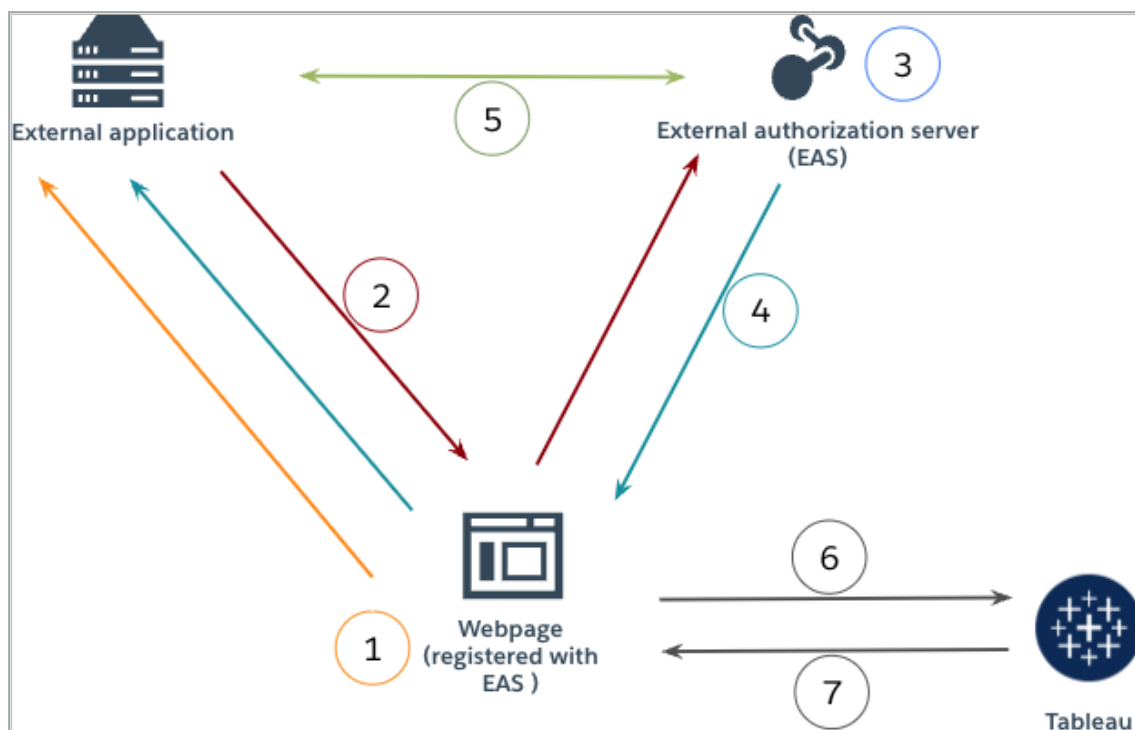 3
5
External application
External authorization server
(EAS)
2
4
6
1
Webpage
(registered with
EAS )
7
Tableau